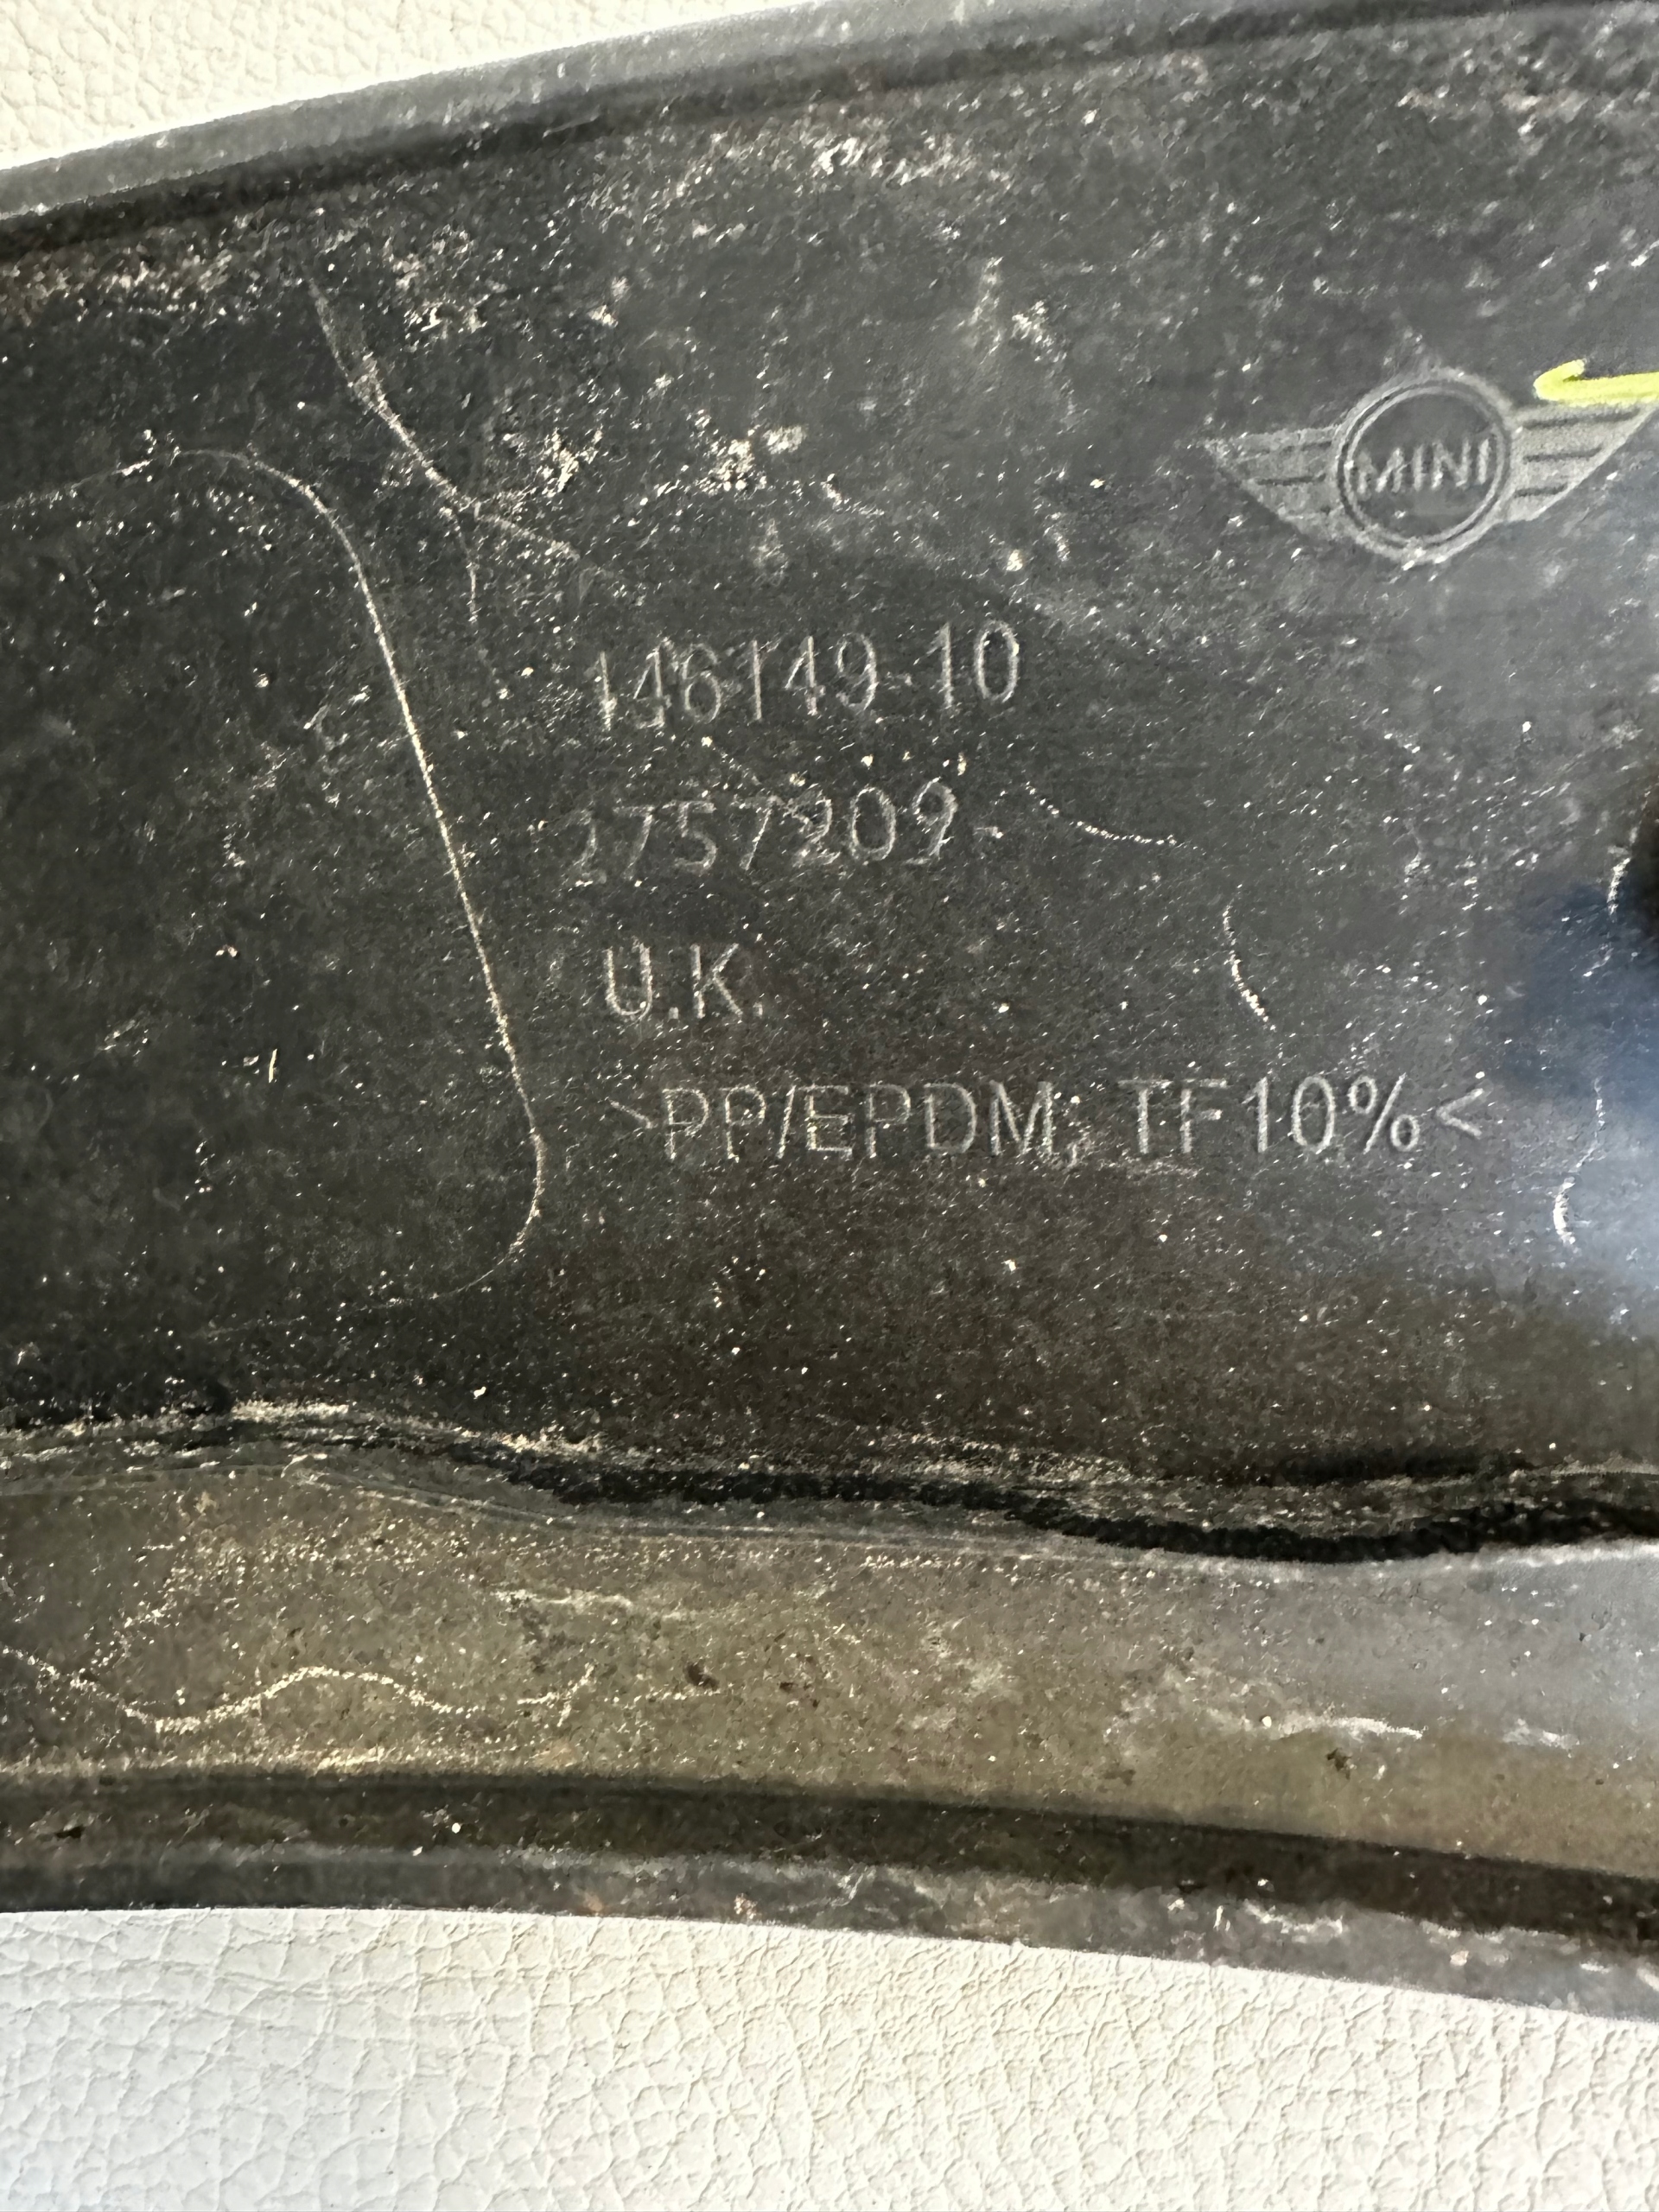 MINI
146149-10
2757209-
U.K.
>PP/EPDM, TF10%<